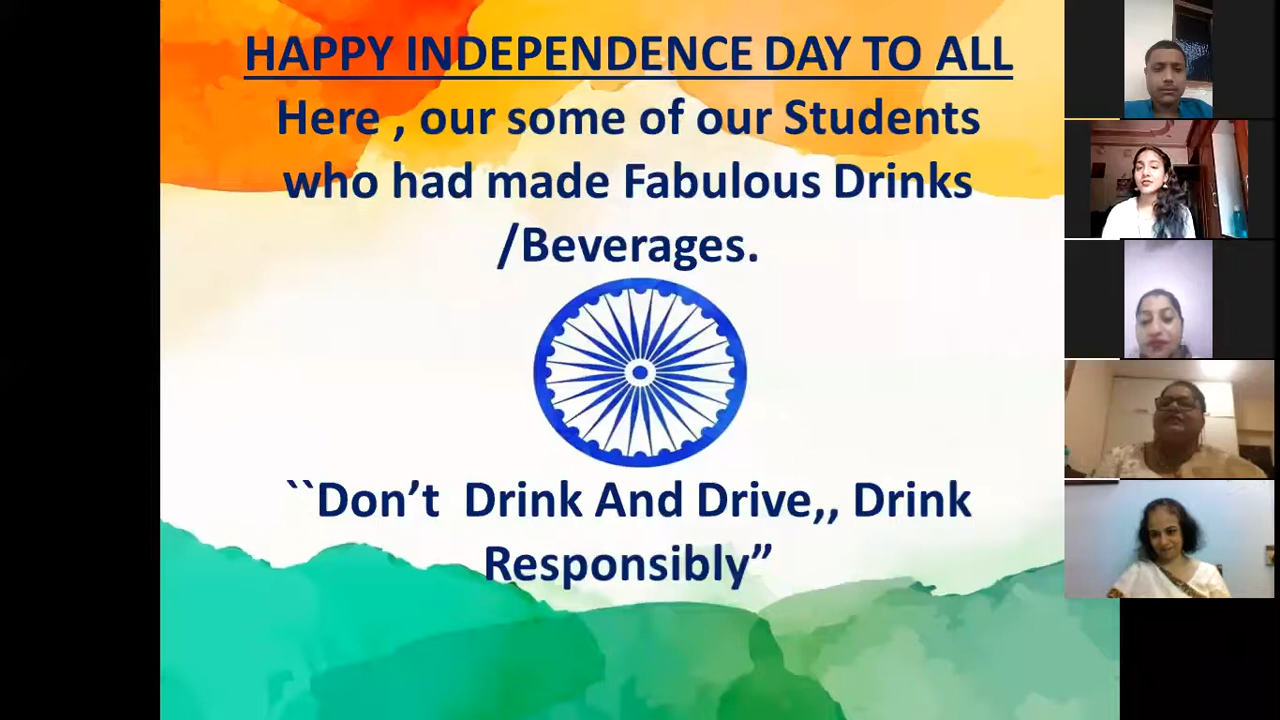 HAPPY INDEPENDENCE DAY TO ALL
Here , our some of our Students
who had made Fabulous Drinks
/Beverages.
``Don’t  Drink And Drive,, Drink
Responsibly”